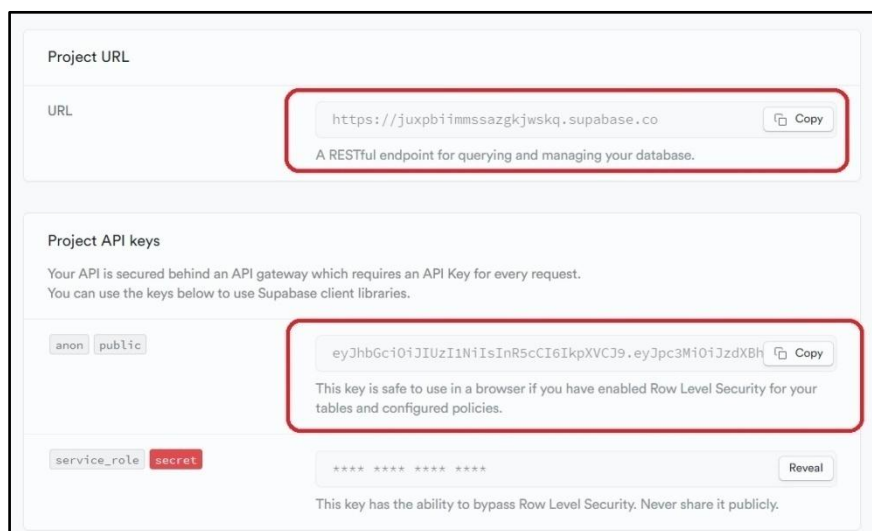 Project URL
URL
https://juxpbiimmssazgkjwskq.supabase.co
Copy
A RESTful endpoint for querying and managing your database.
Project API keys
Your API is secured behind an API gateway which requires an API Key for every request.
You can use the keys below to use Supabase client libraries.
anon public
eyJhbGciOiJIUzI1NiIsInR5cCI6IkpXVCJ9.eyJpc3MiOiJzdXBh
Copy
This key is safe to use in a browser if you have enabled Row Level Security for your
tables and configured policies.
service_role secret
**** **** **** ****
Reveal
This key has the ability to bypass Row Level Security. Never share it publicly.